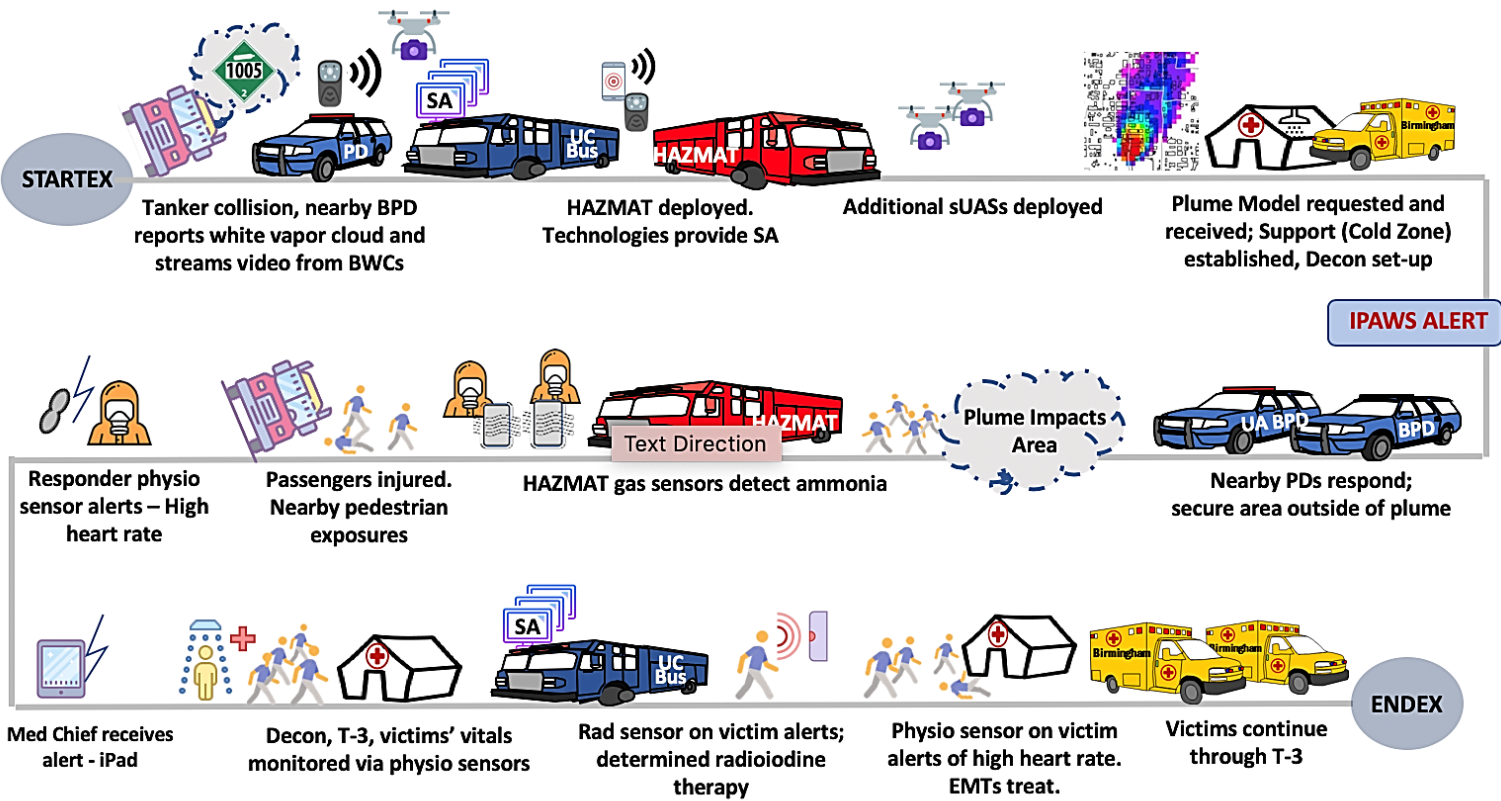 1005
2
SA
PD
UC
Bus
HAZMAT
Birmingham
STARTEX
Tanker collision, nearby BPD
reports white vapor cloud and
streams video from BWCs
HAZMAT deployed.
Technologies provide SA
Additional sUASs deployed
Plume Model requested and
received; Support (Cold Zone)
established, Decon set-up
IPAWS ALERT
HAZMAT
Text Direction
Plume Impacts
Area
UA BPD
BPD
Responder physio
sensor alerts – High
heart rate
Passengers injured.
Nearby pedestrian
exposures
HAZMAT gas sensors detect ammonia
Nearby PDs respond;
secure area outside of plume
SA
UC
Bus
Birmingham
Birmingham
ENDEX
Med Chief receives
alert - iPad
Decon, T-3, victims’ vitals
monitored via physio sensors
Rad sensor on victim alerts;
determined radioiodine
therapy
Physio sensor on victim
alerts of high heart rate.
EMTs treat.
Victims continue
through T-3